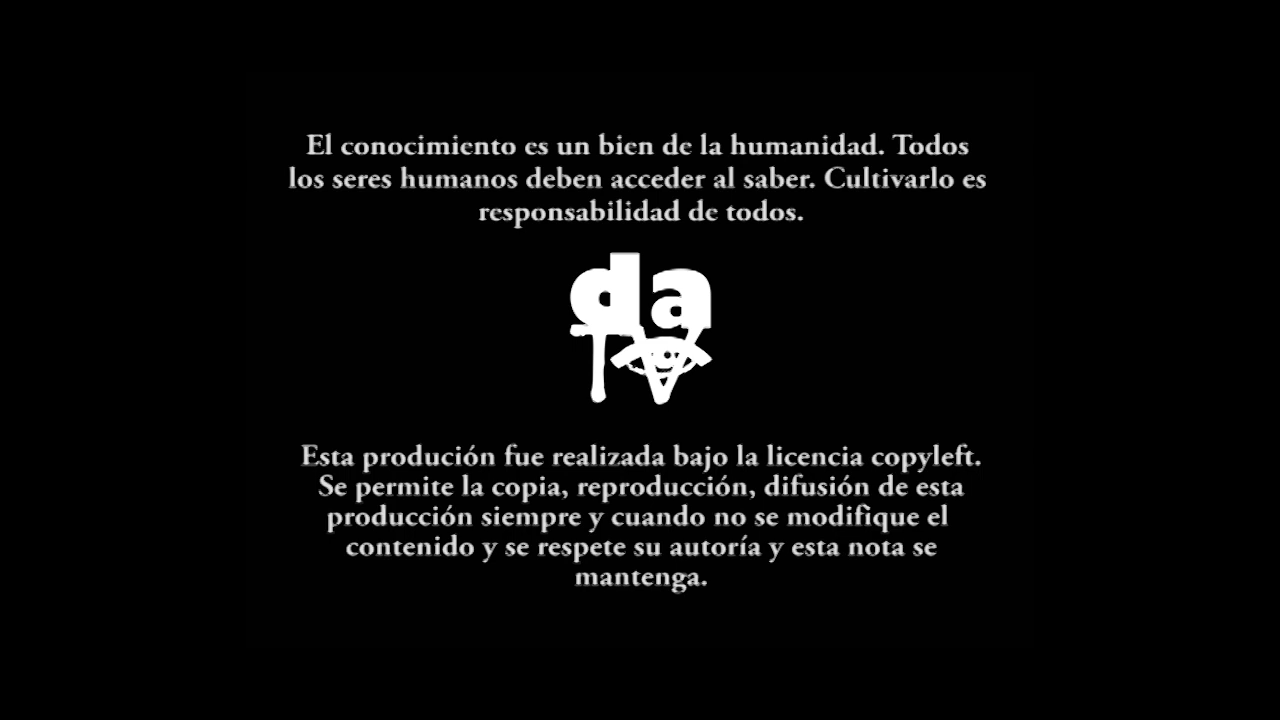 El conocimiento es un bien de la humanidad. Todos
los seres humanos deben acceder al saber. Cultivarlo es
responsabilidad de todos.
da
TV
Esta produción fue realizada bajo la licencia copyleft.
Se permite la copia, reproducción, difusión de esta
producción siempre y cuando no se modifique el
contenido y se respete su autoría y esta nota se
mantenga.